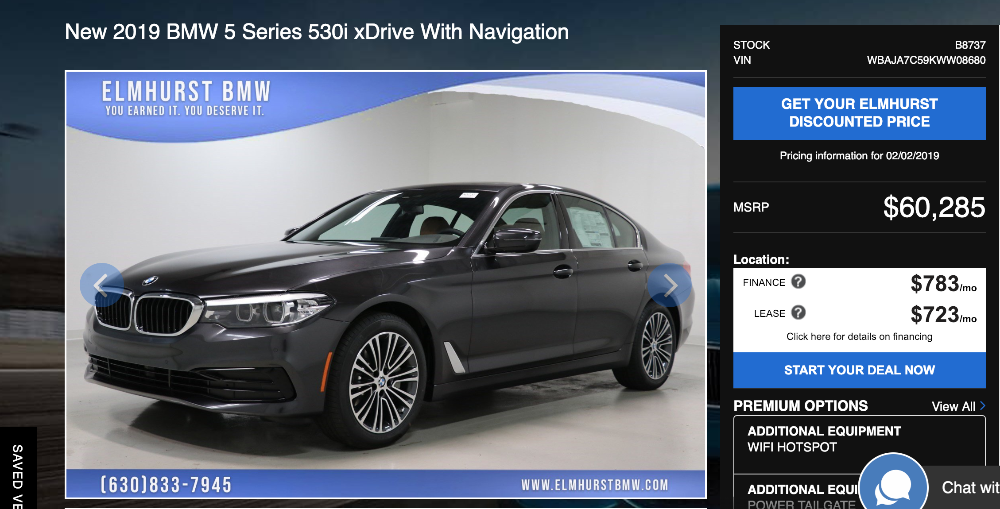 New 2019 BMW 5 Series 530i xDrive With Navigation
ELMHURST BMW
YOU EARNED IT. YOU DESERVE IT.
(630)833-7945
WWW.ELMHURSTBMW.COM
SAVED VE
STOCK B8737
VIN WBAJA7C59KWW08680
GET YOUR ELMHURST
DISCOUNTED PRICE
Pricing information for 02/02/2019
MSRP $60,285
Location:
FINANCE ? $783/mo
LEASE ? $723/mo
Click here for details on financing
START YOUR DEAL NOW
PREMIUM OPTIONS View All
ADDITIONAL EQUIPMENT
WIFI HOTSPOT
ADDITIONAL EQUI
POWER TAILGATE
Chat wit